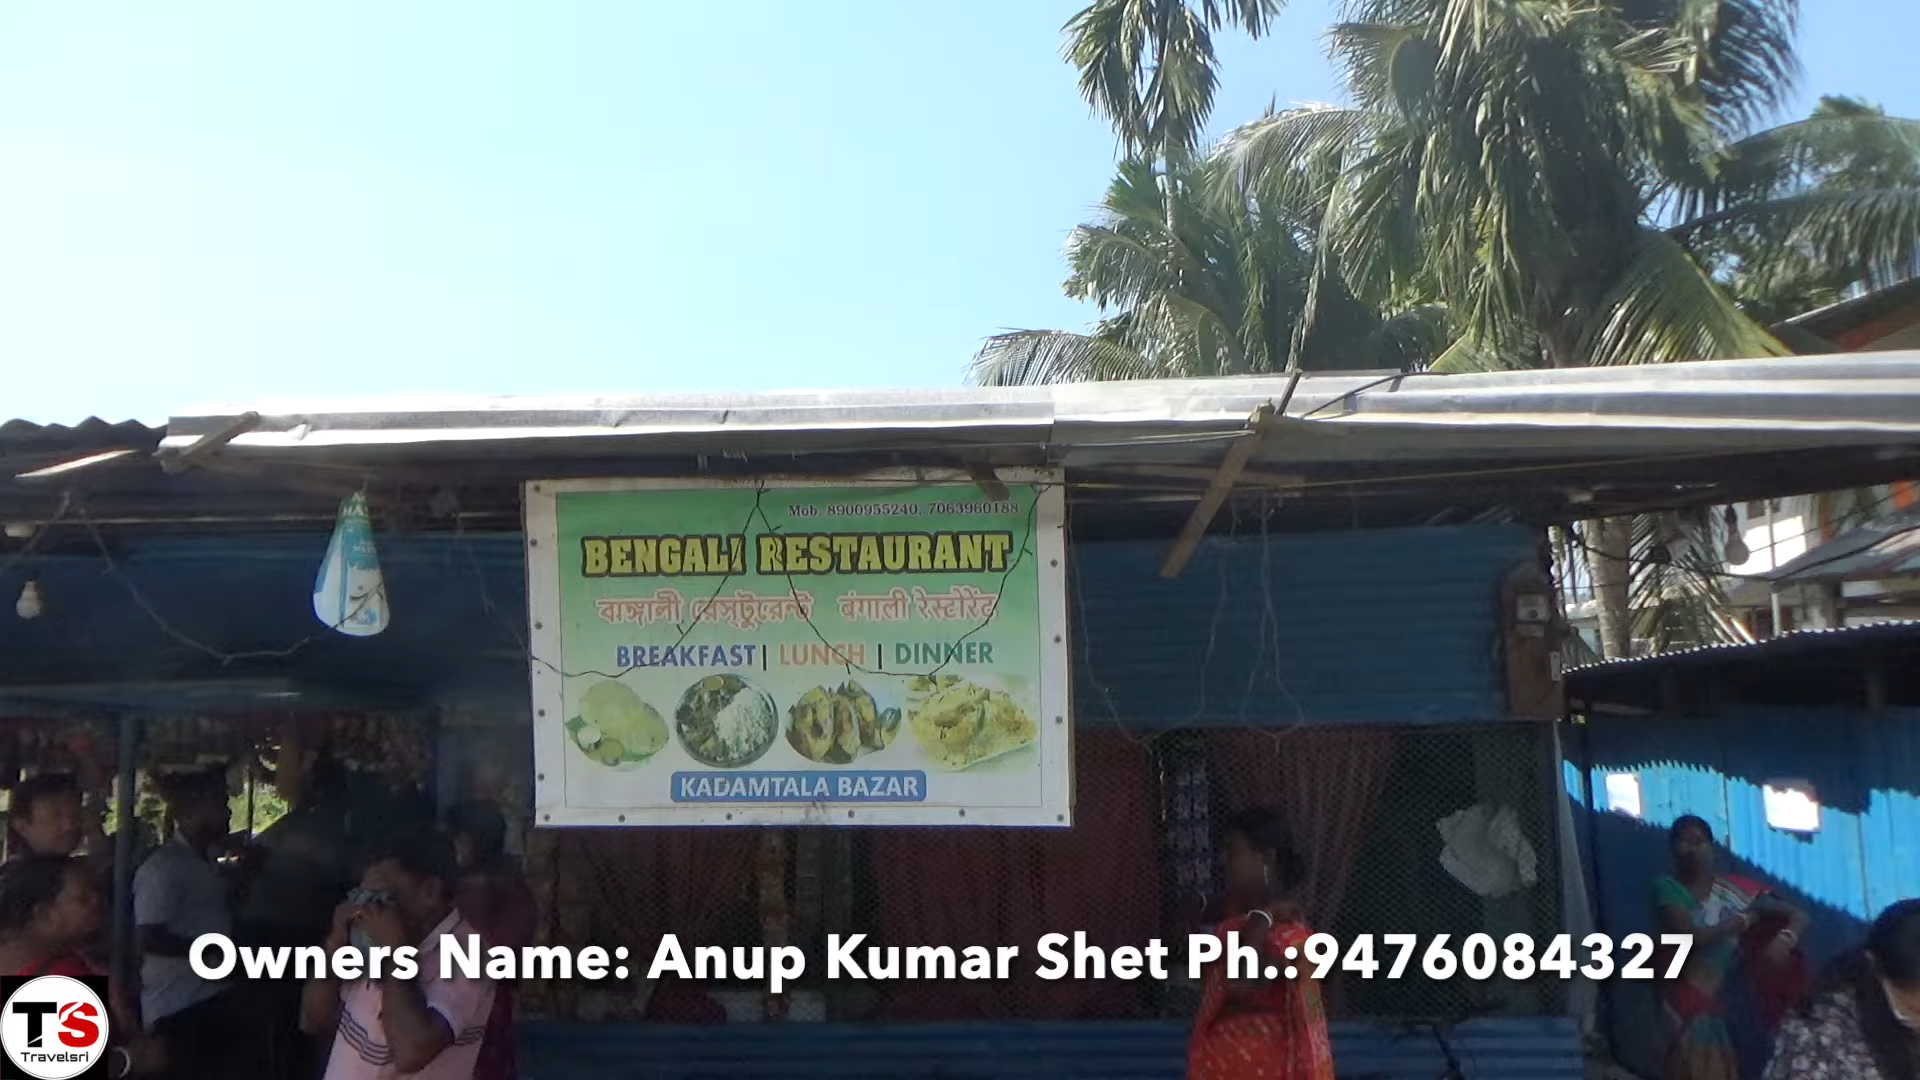 Mob. 8900955240, 7063960188
BENGALI RESTAURANT
বাঙ্গালী রেস্টুরেন্ট बंगाली रेस्टोरेंट
BREAKFAST | LUNCH | DINNER
KADAMTALA BAZAR
Owners Name: Anup Kumar Shet Ph.:9476084327
TS
Travelsri